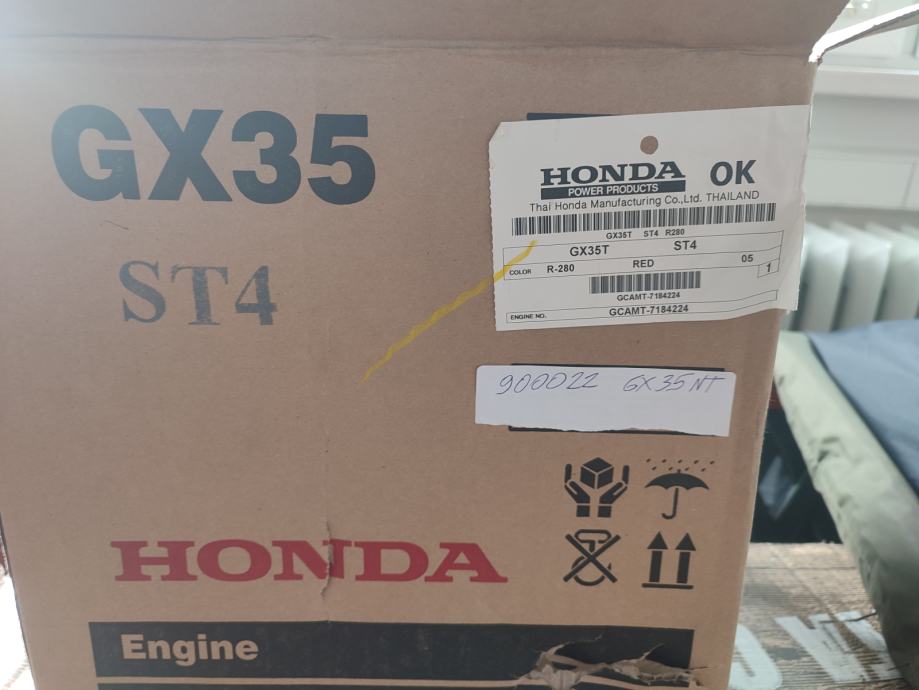 GX35
ST4
HONDA OK
POWER PRODUCTS
Thai Honda Manufacturing Co.,Ltd. THAILAND
GX35T ST4 R280
GX35T ST4
COLOR R-280 RED 05 1
GCAMT-7184224
ENGINE NO. GCAMT-7184224
900022 GX35NT
HONDA
Engine